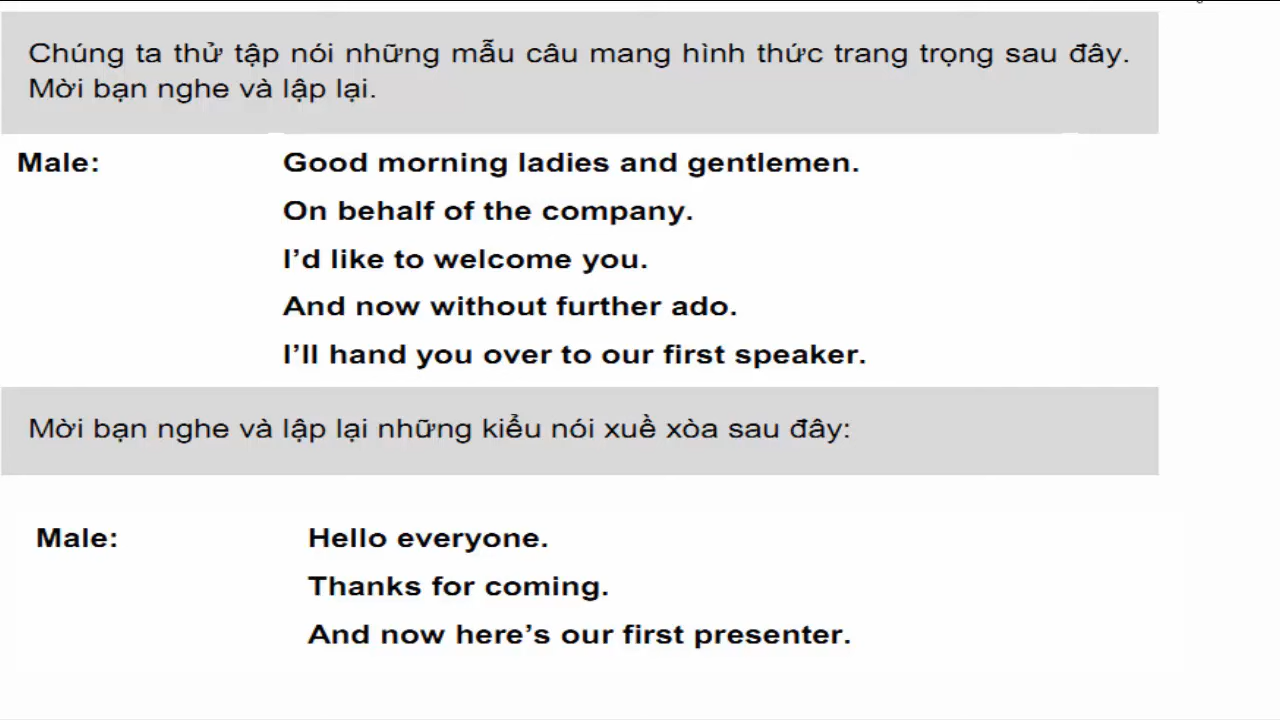 Chúng ta thử tập nói những mẫu câu mang hình thức trang trọng sau đây.
Mời bạn nghe và lập lại.
Male: Good morning ladies and gentlemen.
On behalf of the company.
I’d like to welcome you.
And now without further ado.
I’ll hand you over to our first speaker.
Mời bạn nghe và lập lại những kiểu nói xuề xòa sau đây:
Male: Hello everyone.
Thanks for coming.
And now here’s our first presenter.